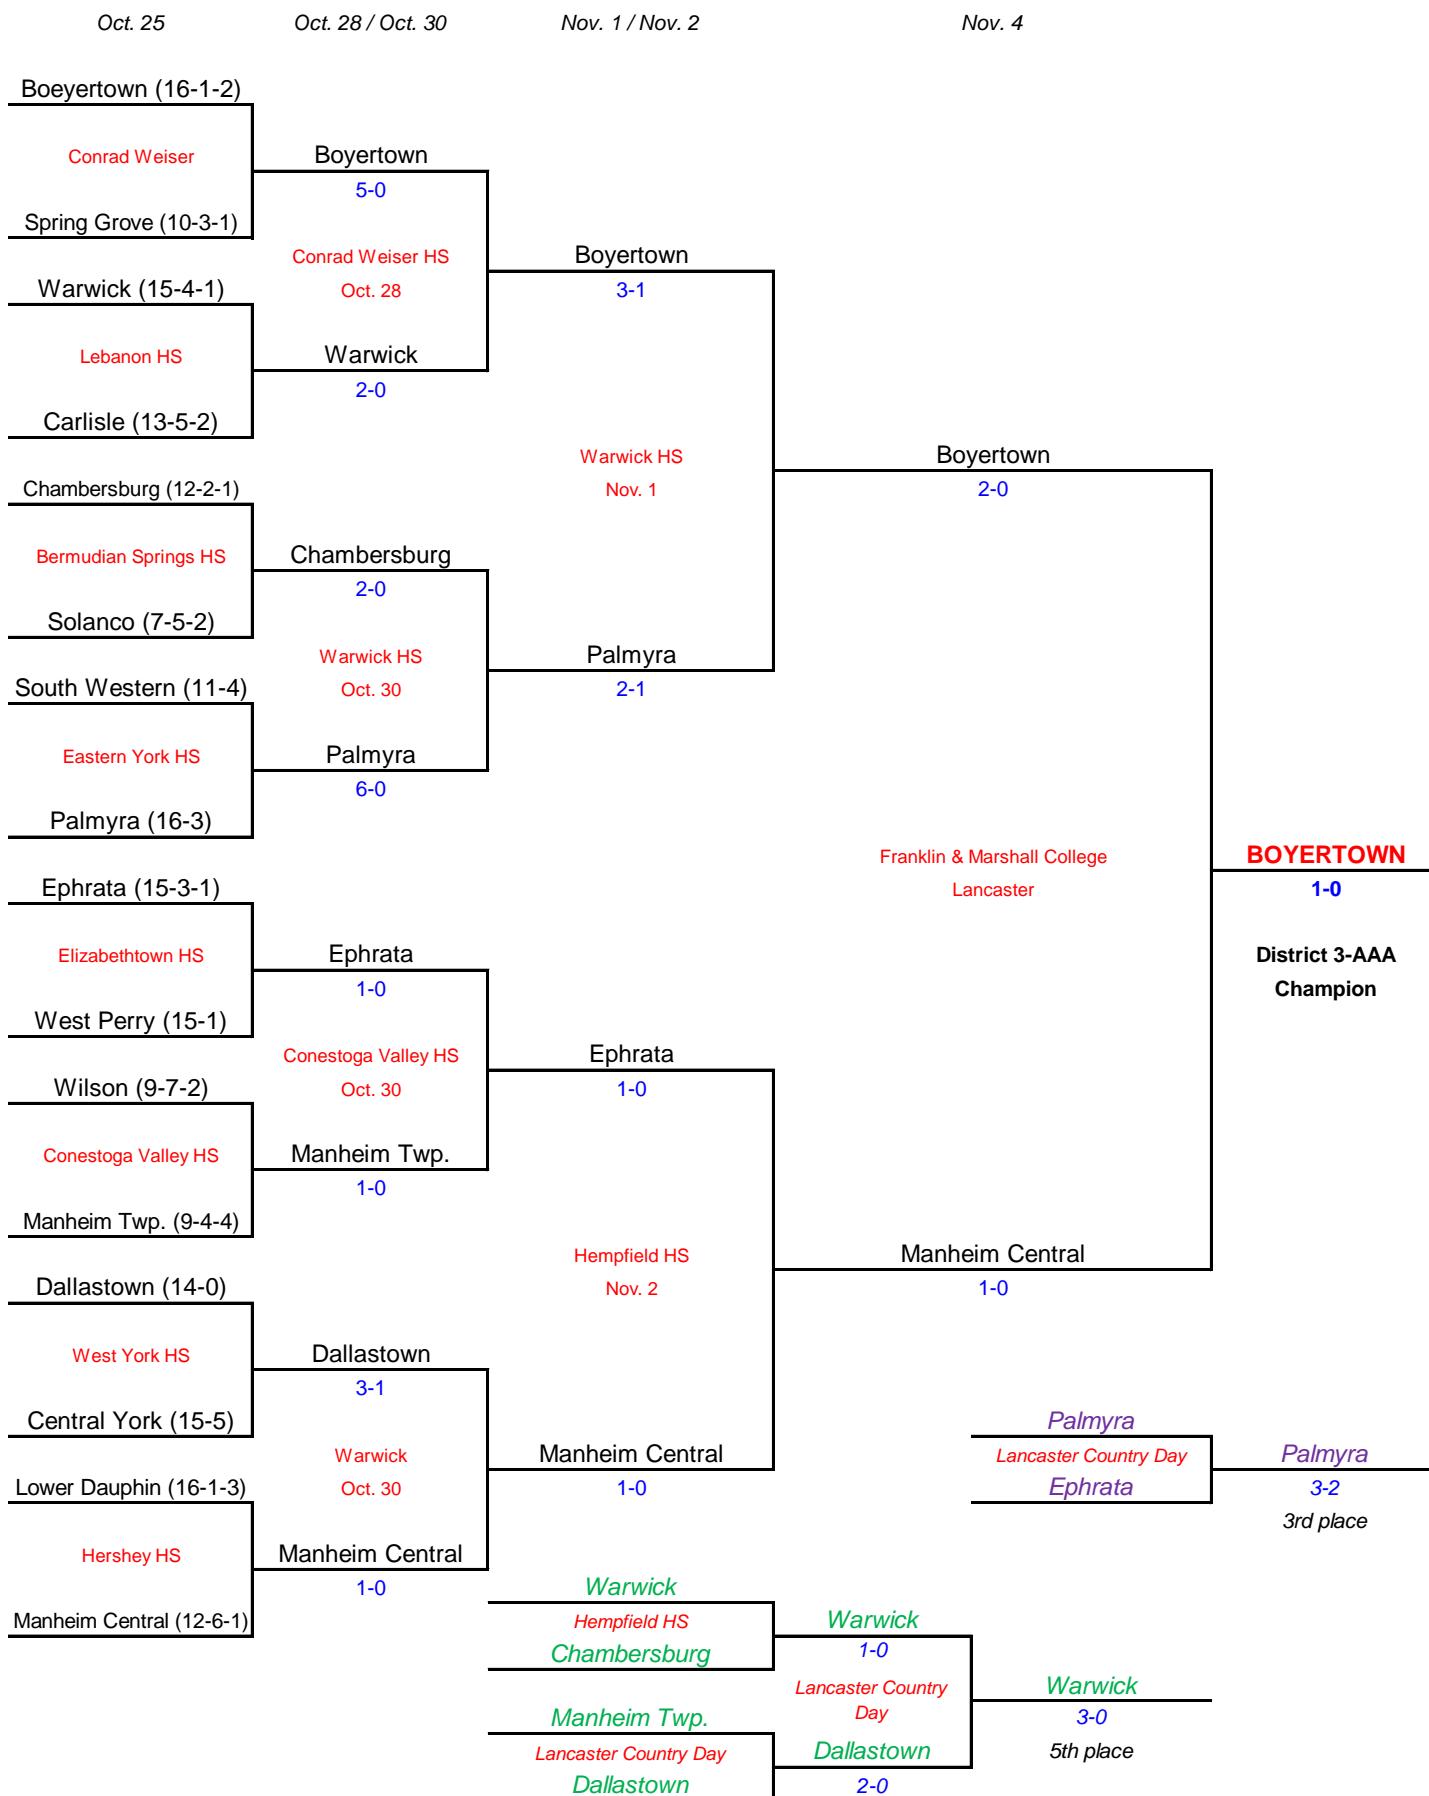 Oct. 25 Oct. 28 / Oct. 30 Nov. 1 / Nov. 2 Nov. 4
Boeyertown (16-1-2)
Conrad Weiser
Spring Grove (10-3-1)
Warwick (15-4-1)
Lebanon HS
Carlisle (13-5-2)
Chambersburg (12-2-1)
Bermudian Springs HS
Solanco (7-5-2)
South Western (11-4)
Eastern York HS
Palmyra (16-3)
Ephrata (15-3-1)
Elizabethtown HS
West Perry (15-1)
Wilson (9-7-2)
Conestoga Valley HS
Manheim Twp. (9-4-4)
Dallastown (14-0)
West York HS
Central York (15-5)
Lower Dauphin (16-1-3)
Hershey HS
Manheim Central (12-6-1)
Boyertown
5-0
Conrad Weiser HS
Oct. 28
Warwick
2-0
Chambersburg
2-0
Warwick HS
Oct. 30
Palmyra
6-0
Ephrata
1-0
Conestoga Valley HS
Oct. 30
Manheim Twp.
1-0
Dallastown
3-1
Warwick
Oct. 30
Manheim Central
1-0
Boyertown
3-1
Warwick HS
Nov. 1
Palmyra
2-1
Ephrata
1-0
Hempfield HS
Nov. 2
Manheim Central
1-0
Boyertown
2-0
Franklin & Marshall College
Lancaster
Manheim Central
1-0
BOYERTOWN
1-0
District 3-AAA
Champion
Palmyra
Lancaster Country Day
Ephrata
Palmyra
3-2
3rd place
Warwick
Hempfield HS
Chambersburg
Manheim Twp.
Lancaster Country Day
Dallastown
Warwick
1-0
Lancaster Country
Day
Dallastown
2-0
Warwick
3-0
5th place